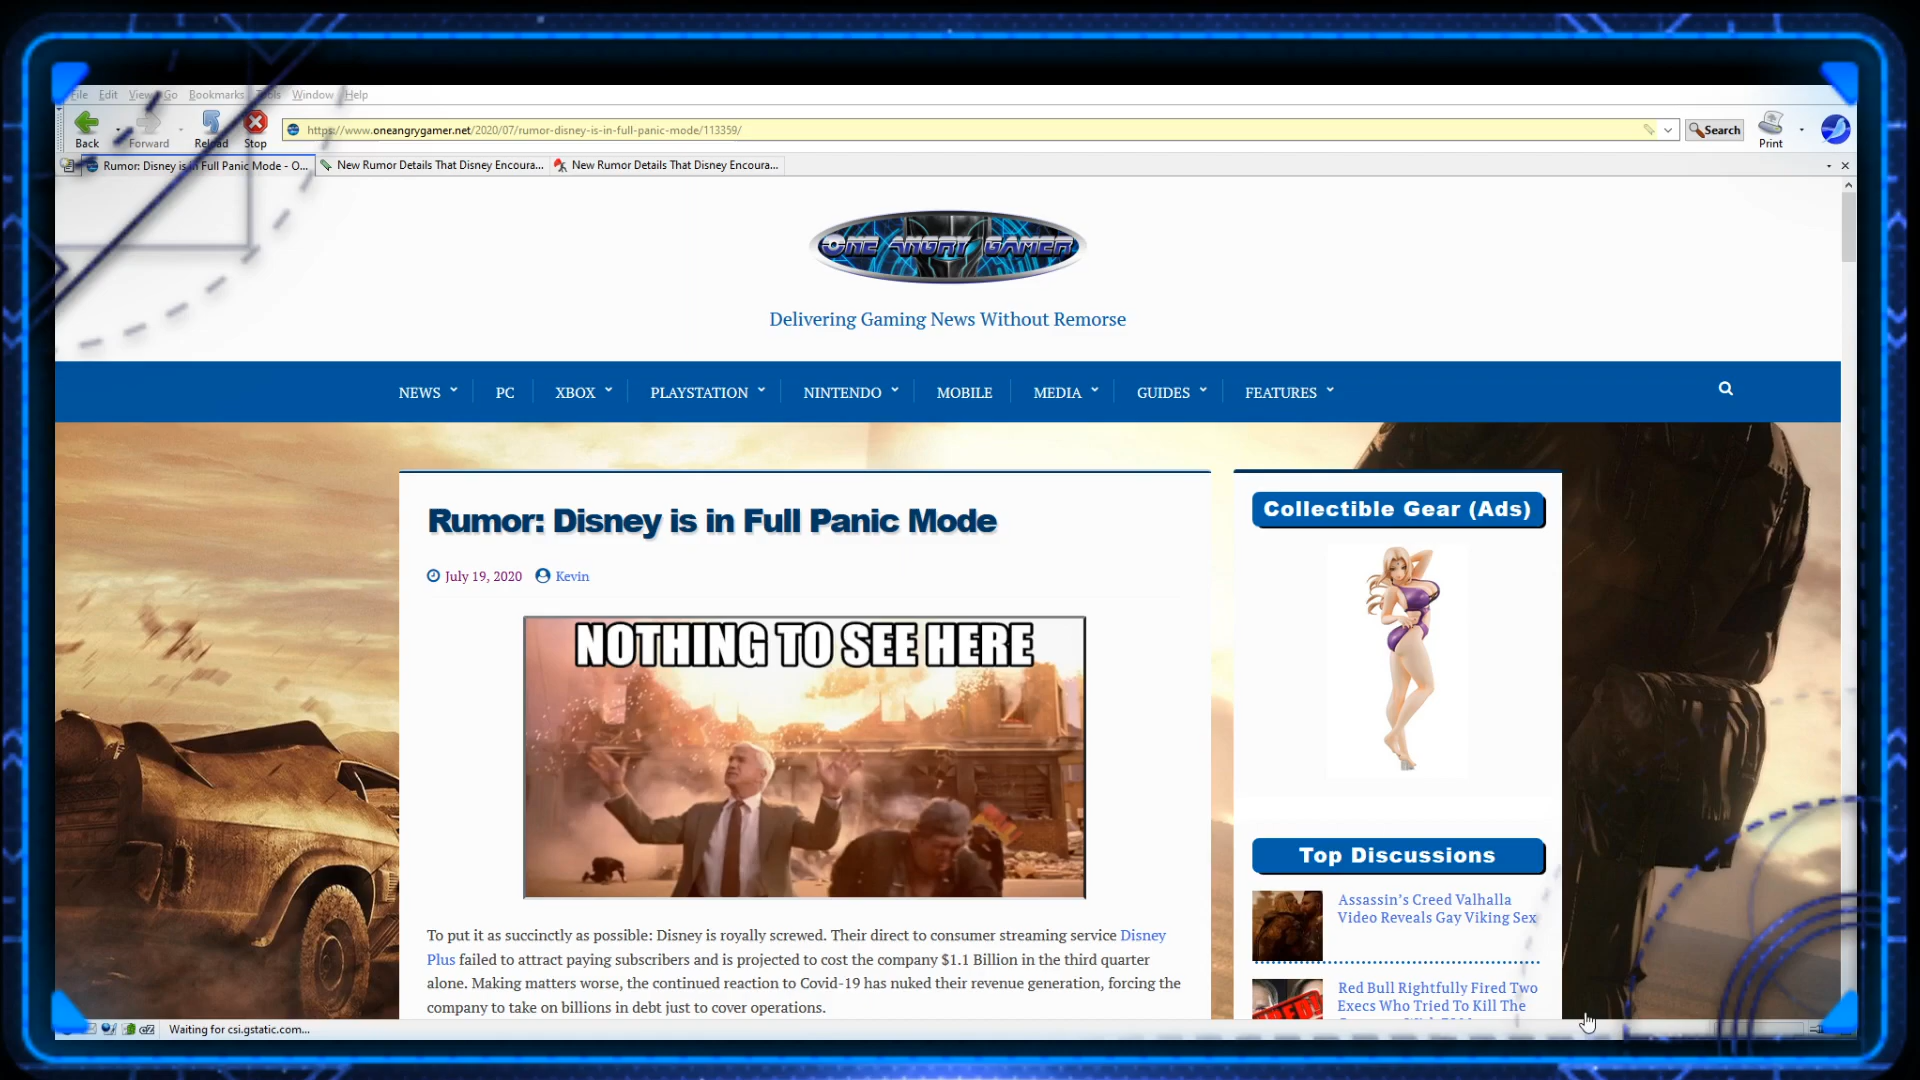 File Edit View Go Bookmarks Tools Window Help
Back Forward Reload Stop https://www.oneangrygamer.net/2020/07/rumor-disney-is-in-full-panic-mode/113359/ Search Print
Rumor: Disney is in Full Panic Mode - O... New Rumor Details That Disney Encoura... New Rumor Details That Disney Encoura...
ONE ANGRY GAMER
Delivering Gaming News Without Remorse
NEWS PC XBOX PLAYSTATION NINTENDO MOBILE MEDIA GUIDES FEATURES
Rumor: Disney is in Full Panic Mode
July 19, 2020 Kevin
NOTHING TO SEE HERE
To put it as succinctly as possible: Disney is royally screwed. Their direct to consumer streaming service Disney
Plus failed to attract paying subscribers and is projected to cost the company $1.1 Billion in the third quarter
alone. Making matters worse, the continued reaction to Covid-19 has nuked their revenue generation, forcing the
company to take on billions in debt just to cover operations.
Collectible Gear (Ads)
Top Discussions
Assassin's Creed Valhalla
Video Reveals Gay Viking Sex
Red Bull Rightfully Fired Two
Execs Who Tried To Kill The
Waiting for csi.gstatic.com...